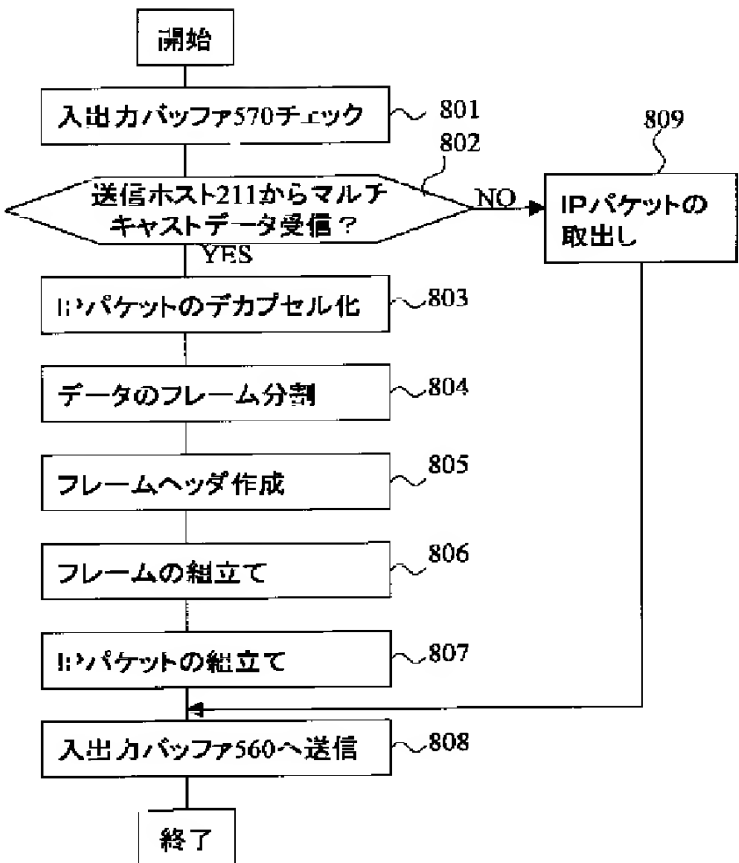 開始
入出力バッファ570チェック
801
802
送信ホスト211からマルチ
キャストデータ受信？
NO
809
IPパケットの
取出し
YES
IPパケットのデカプセル化
803
データのフレーム分割
804
フレームヘッダ作成
805
フレームの組立て
806
IPパケットの組立て
807
入出力バッファ560へ送信
808
終了